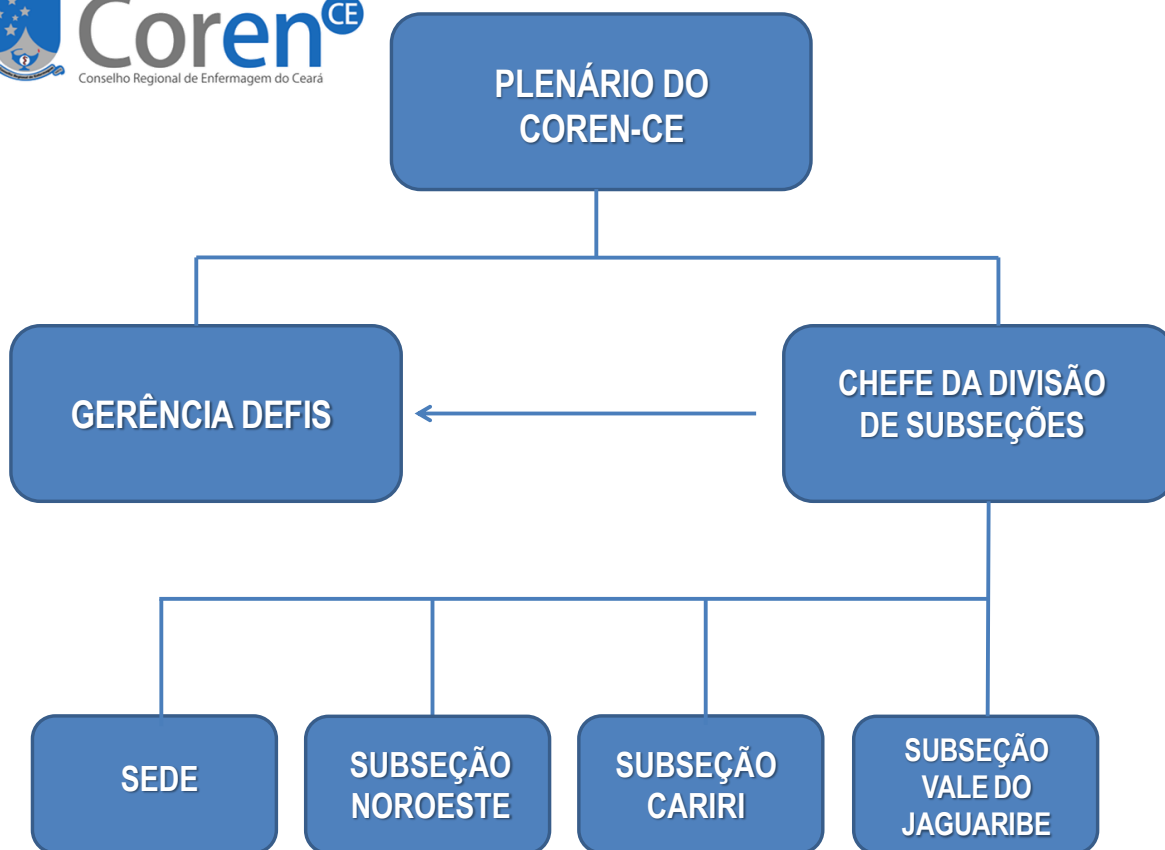 Coren CE
Conselho Regional de Enfermagem do Ceará
PLENÁRIO DO
COREN-CE
GERÊNCIA DEFIS
CHEFE DA DIVISÃO
DE SUBSEÇÕES
SEDE
SUBSEÇÃO
NOROESTE
SUBSEÇÃO
CARIRI
SUBSEÇÃO
VALE DO
JAGUARIBE